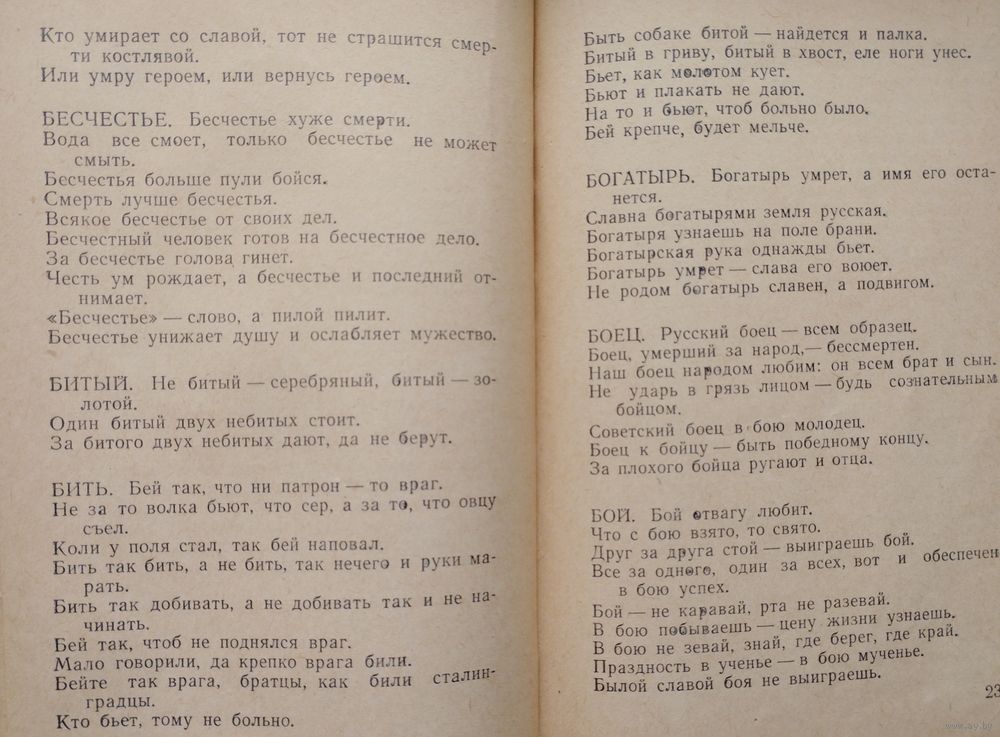 Кто умирает со славой, тот не страшится смер-
ти костлявой.
Или умру героем, или вернусь героем.
БЕСЧЕСТЬЕ. Бесчестье хуже смерти.
Вода все смоет, только бесчестье не может
смыть.
Бесчестья больше пули бойся.
Смерть лучше бесчестья.
Всякое бесчестье от своих дел.
Бесчестный человек готов на бесчестное дело.
За бесчестье голова гинет.
Честь ум рождает, а бесчестье и последний от-
нимает.
«Бесчестье» — слово, а пилой пилит.
Бесчестье унижает душу и ослабляет мужество.
БИТЫЙ. Не битый — серебряный, битый — зо-
лотой.
Один битый двух небитых стоит.
За битого двух небитых дают, да не берут.
БИТЬ. Бей так, что ни патрон — то враг.
Не за то волка бьют, что сер, а за то, что овцу
съел.
Коли у поля стал, так бей наповал.
Бить так бить, а не бить, так нечего и руки ма-
рать.
Бить так добивать, а не добивать так и не на-
чинать.
Бей так, чтоб не поднялся враг.
Мало говорили, да крепко врага били.
Бейте так врага, братцы, как били сталин-
градцы.
Кто бьет, тому не больно.
Быть собаке битой — найдется и палка.
Битый в гриву, битый в хвост, еле ноги унес.
Бьет, как молотом кует.
Бьют и плакать не дают.
На то и бьют, чтоб больно было.
Бей крепче, будет мельче.
БОГАТЫРЬ. Богатырь умрет, а имя его оста-
нется.
Славна богатырями земля русская.
Богатыря узнаешь на поле брани.
Богатырская рука однажды бьет.
Богатырь умрет — слава его воюет.
Не родом богатырь славен, а подвигом.
БОЕЦ. Русский боец — всем образец.
Боец, умерший за народ, — бессмертен.
Наш боец народом любим: он всем брат и сын.
Не ударь в грязь лицом — будь сознательным
бойцом.
Советский боец в бою молодец.
Боец к бойцу — быть победному концу.
За плохого бойца ругают и отца.
БОЙ. Бой отвагу любит.
Что с бою взято, то свято.
Друг за друга стой — выиграешь бой.
Все за одного, один за всех, вот и обеспечен
в бою успех.
Бой — не каравай, рта не разевай.
В бою побываешь — цену жизни узнаешь.
В бою не зевай, знай, где берег, где край.
Праздность в ученье — в бою мученье.
Былой славой боя не выиграешь.
23
www.ay.by